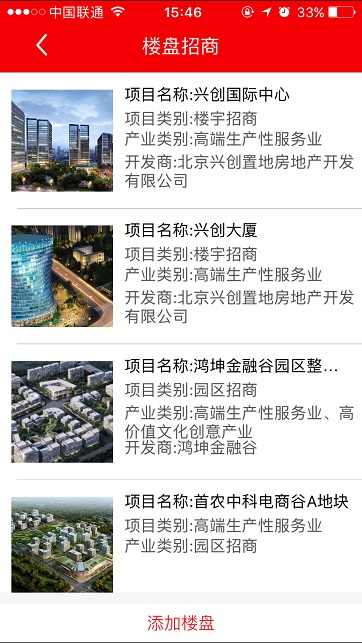 中国联通 15:46 33%
楼盘招商
项目名称:兴创国际中心
项目类别:楼宇招商
产业类别:高端生产性服务业
开发商:北京兴创置地房地产开发
有限公司
项目名称:兴创大厦
项目类别:楼宇招商
产业类别:高端生产性服务业
开发商:北京兴创置地房地产开发
有限公司
项目名称:鸿坤金融谷园区整...
项目类别:园区招商
产业类别:高端生产性服务业、高
价值文化创意产业
开发商:鸿坤金融谷
项目名称:首农中科电商谷A地块
项目类别:高端生产性服务业
产业类别:园区招商
添加楼盘